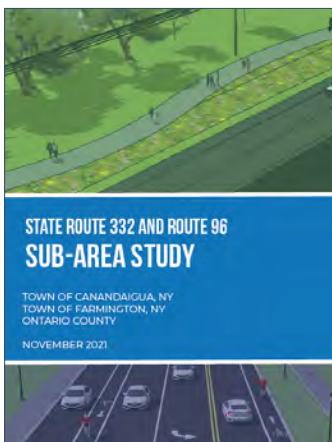 STATE ROUTE 332 AND ROUTE 96
SUB-AREA STUDY
TOWN OF CANANDAIGUA, NY
TOWN OF FARMINGTON, NY
ONTARIO COUNTY
NOVEMBER 2021